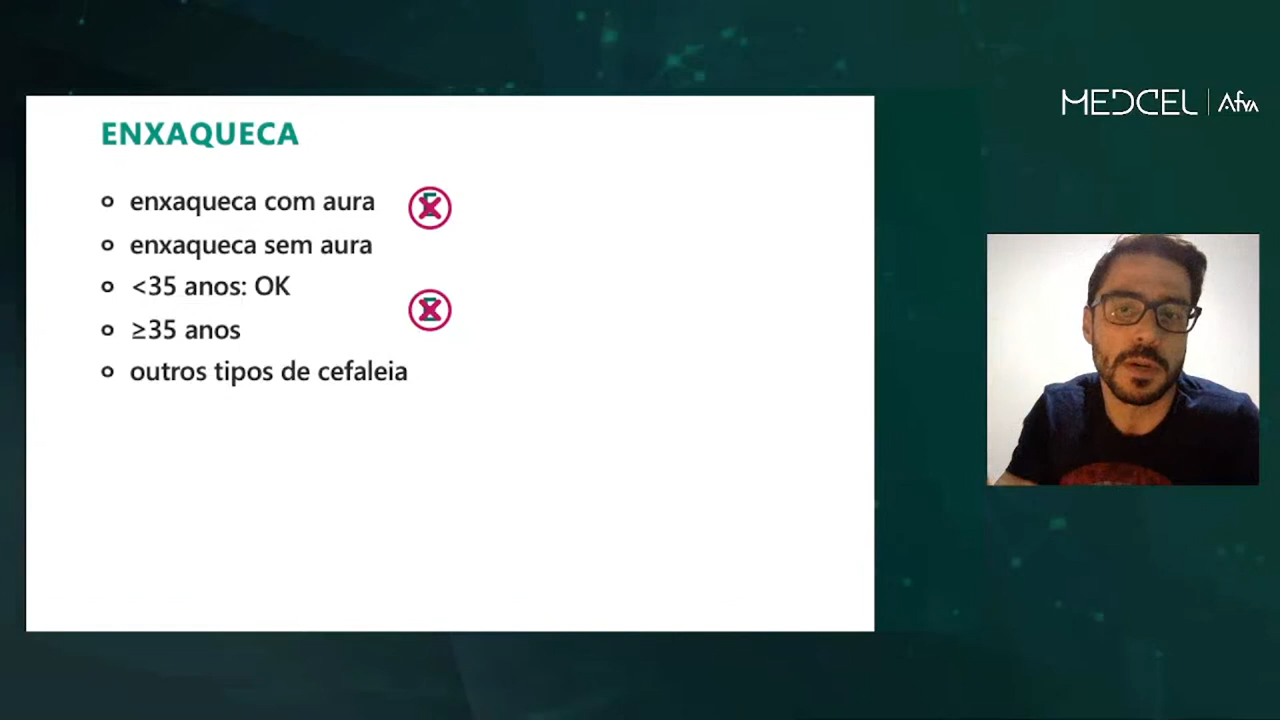 MEDCEL | Afya
ENXAQUECA
enxaqueca com aura E
enxaqueca sem aura
<35 anos: OK
≥35 anos E
outros tipos de cefaleia